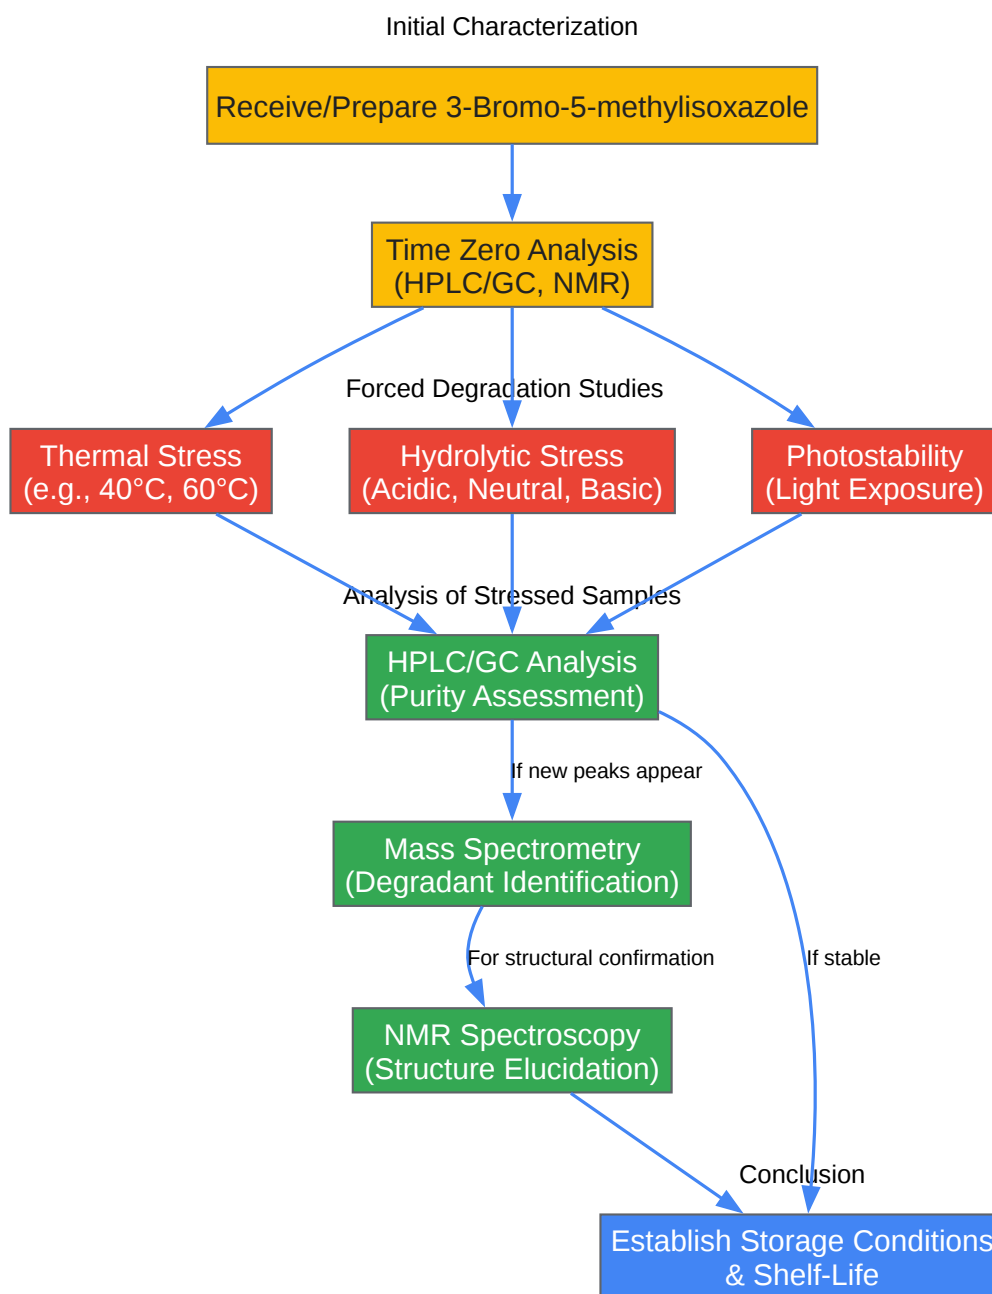 Initial Characterization
Receive/Prepare 3-Bromo-5-methylisoxazole
Time Zero Analysis
(HPLC/GC, NMR)
Forced Degradation Studies
Thermal Stress
(e.g., 40°C, 60°C)
Hydrolytic Stress
(Acidic, Neutral, Basic)
Photostability
(Light Exposure)
Analysis of Stressed Samples
HPLC/GC Analysis
(Purity Assessment)
If new peaks appear
Mass Spectrometry
(Degradant Identification)
For structural confirmation
If stable
NMR Spectroscopy
(Structure Elucidation)
Conclusion
Establish Storage Conditions
& Shelf-Life